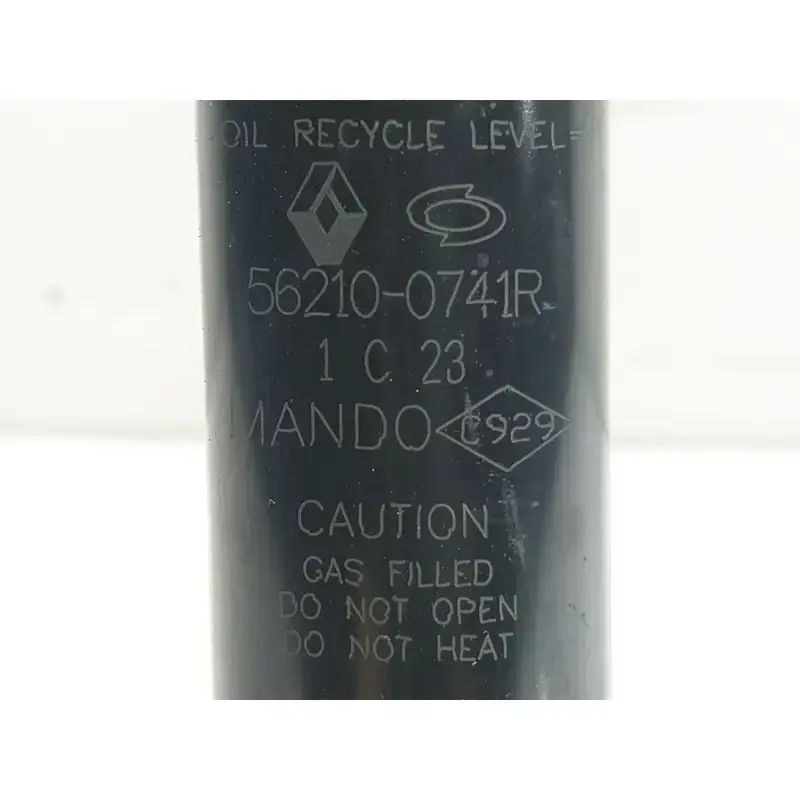 OIL RECYCLE LEVEL=
56210-0741R
1 C 23
MANDO C929
CAUTION
GAS FILLED
DO NOT OPEN
DO NOT HEAT